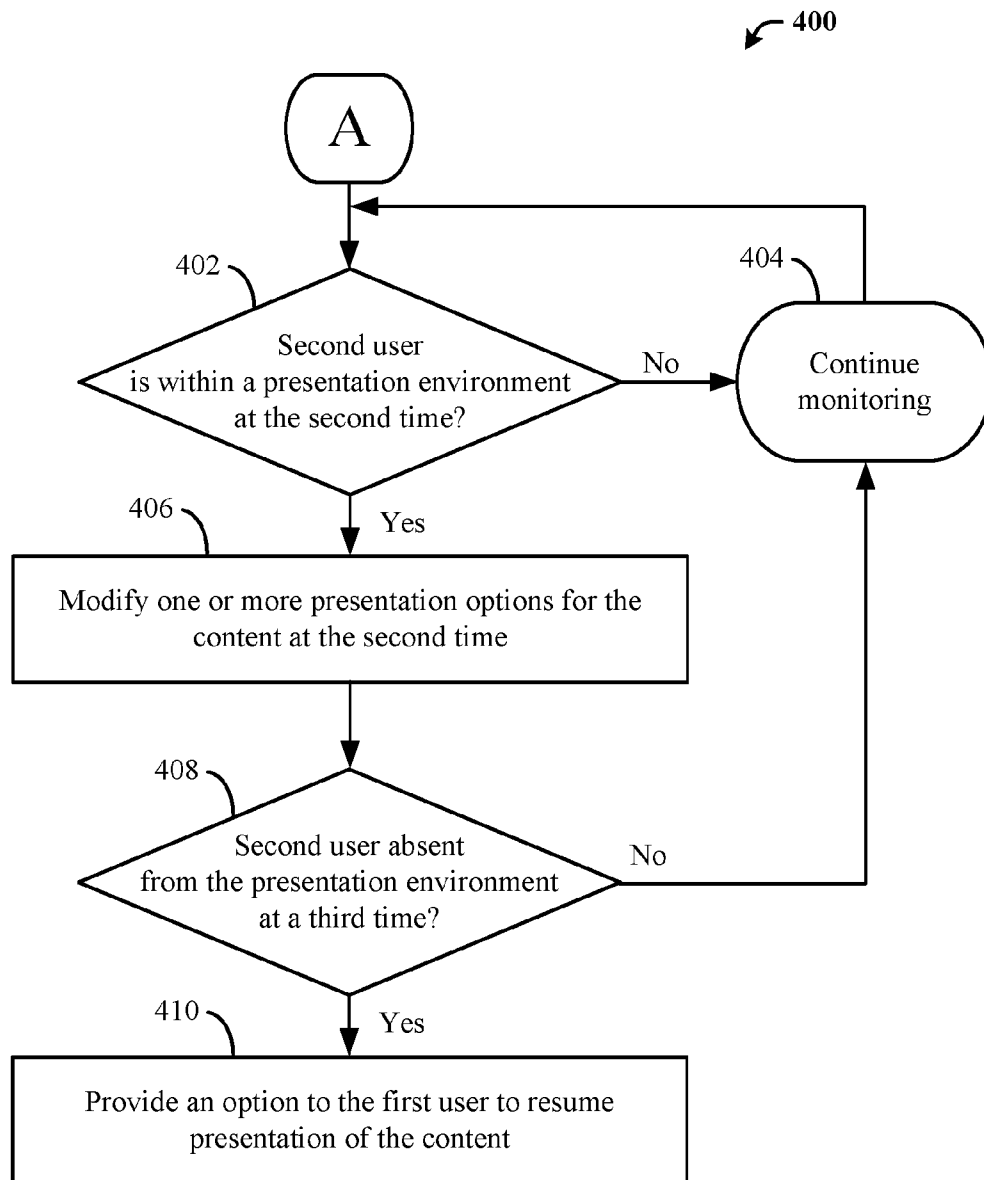 400
A
402
404
Second user
is within a presentation environment
at the second time?
No
Continue
monitoring
406
Yes
Modify one or more presentation options for the
content at the second time
408
Second user absent
from the presentation environment
at a third time?
No
410
Yes
Provide an option to the first user to resume
presentation of the content